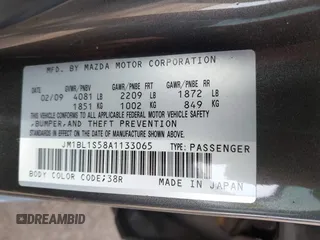 MFD. BY MAZDA MOTOR CORPORATION
GVWR/PNBV GAWR/PNBE FRT GAWR/PNBE RR
02/09 4081 LB 2209 LB 1872 LB
1851 KG 1002 KG 849 KG
THIS VEHICLE CONFORMS TO ALL APPLICABLE FEDERAL MOTOR VEHICLE SAFETY
,BUMPER,AND THEFT PREVENTION
STANDARDS IN EFFECT ON THE DATE OF MANUFACTURE SHOWN ABOVE.
JM1BL1S58A1133065 TYPE: PASSENGER
BODY COLOR CODE;38R MADE IN JAPAN
DREAMBID